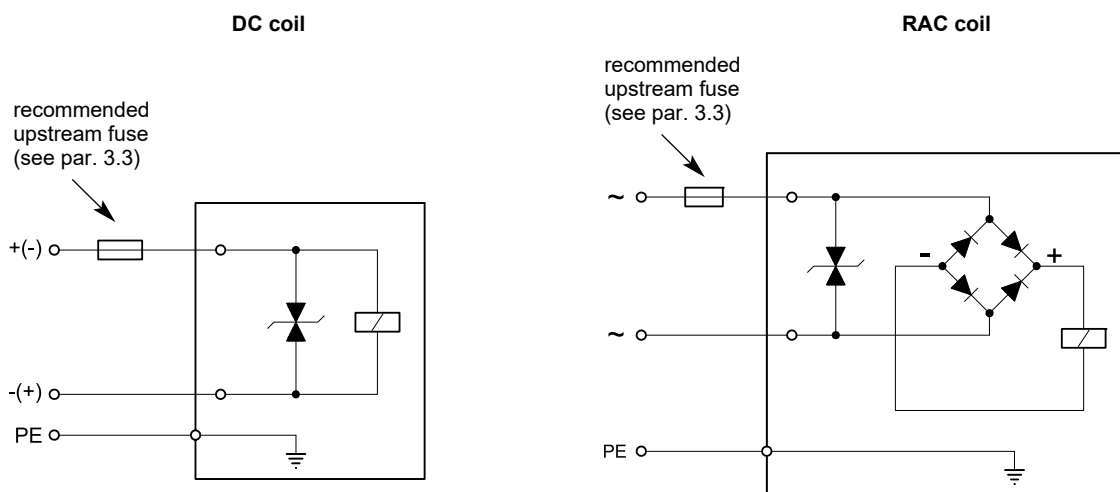 DC coil
recommended
upstream fuse
(see par. 3.3)
+(-)
-(+)
PE
RAC coil
recommended
upstream fuse
(see par. 3.3)
~
- +
~
PE